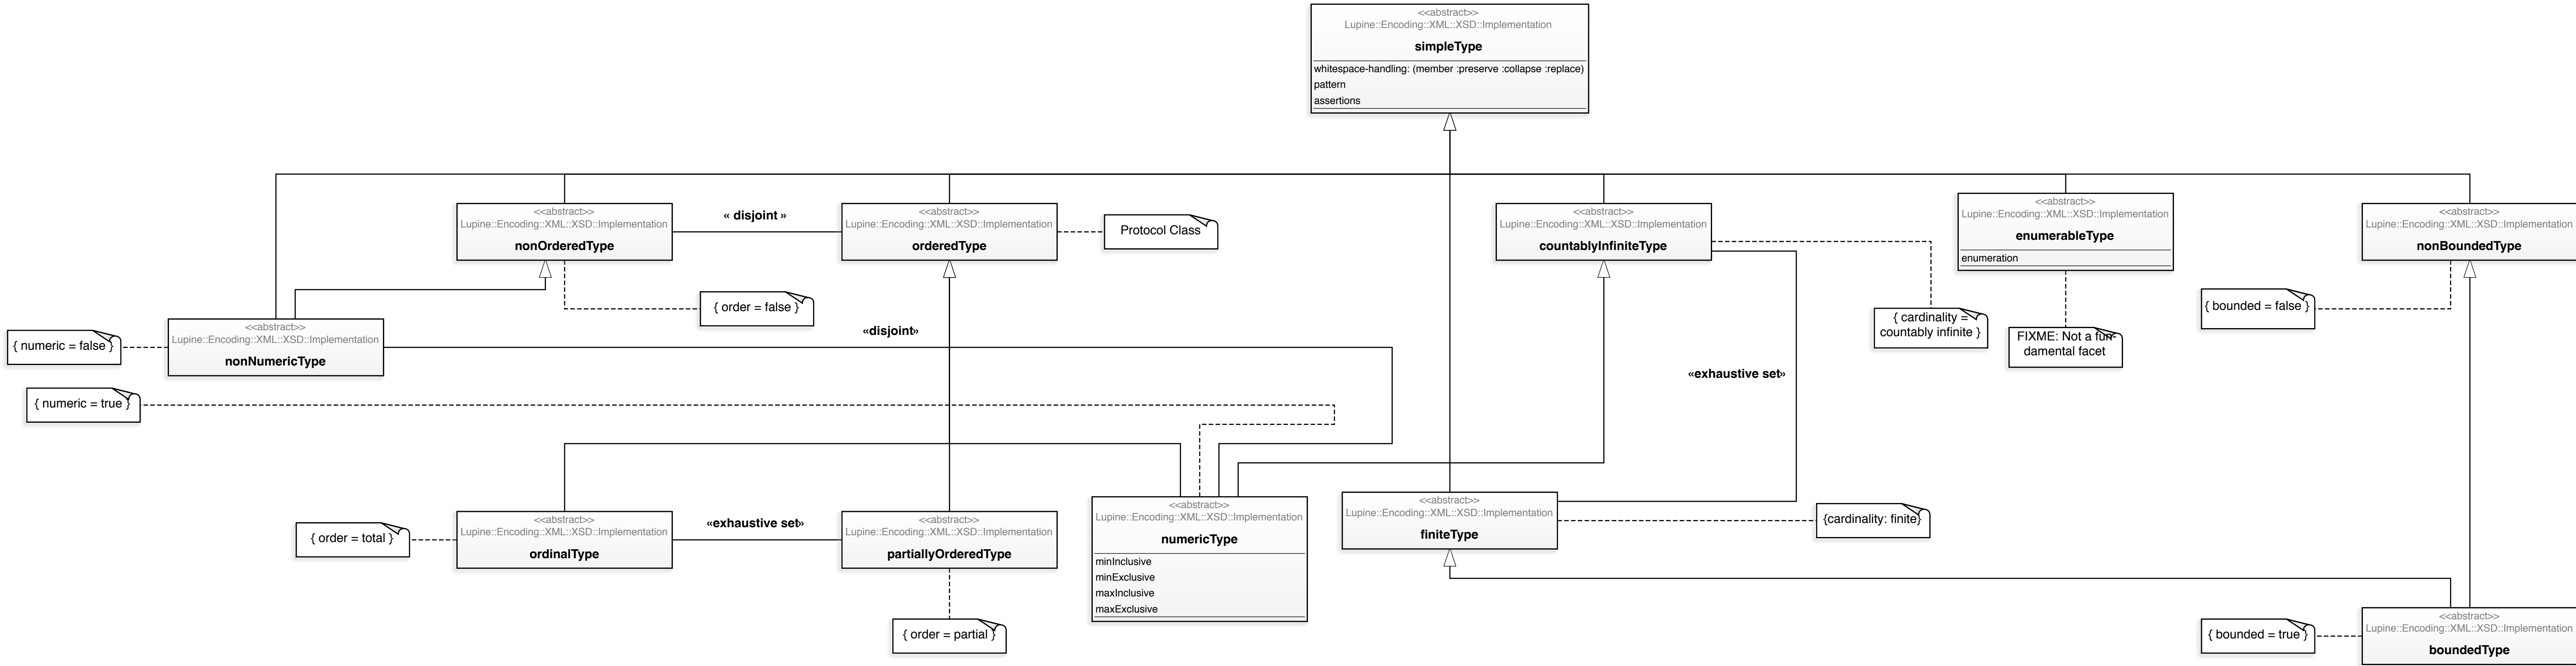 <<abstract>>
Lupine::Encoding::XML::XSD::Implementation
simpleType
whitespace-handling: (member :preserve :collapse :replace)
pattern
assertions
<<abstract>>
Lupine::Encoding::XML::XSD::Implementation
nonOrderedType
« disjoint »
<<abstract>>
Lupine::Encoding::XML::XSD::Implementation
orderedType
Protocol Class
<<abstract>>
Lupine::Encoding::XML::XSD::Implementation
countablyInfiniteType
<<abstract>>
Lupine::Encoding::XML::XSD::Implementation
enumerableType
enumeration
<<abstract>>
Lupine::Encoding::XML::XSD::Implementation
nonBoundedType
{ order = false }
{ cardinality =
countably infinite }
FIXME: Not a fun-
damental facet
{ bounded = false }
{ numeric = false }
<<abstract>>
Lupine::Encoding::XML::XSD::Implementation
nonNumericType
«disjoint»
«exhaustive set»
{ numeric = true }
{ order = total }
<<abstract>>
Lupine::Encoding::XML::XSD::Implementation
ordinalType
«exhaustive set»
<<abstract>>
Lupine::Encoding::XML::XSD::Implementation
partiallyOrderedType
<<abstract>>
Lupine::Encoding::XML::XSD::Implementation
numericType
minInclusive
minExclusive
maxInclusive
maxExclusive
<<abstract>>
Lupine::Encoding::XML::XSD::Implementation
finiteType
{cardinality: finite}
{ order = partial }
{ bounded = true }
<<abstract>>
Lupine::Encoding::XML::XSD::Implementation
boundedType